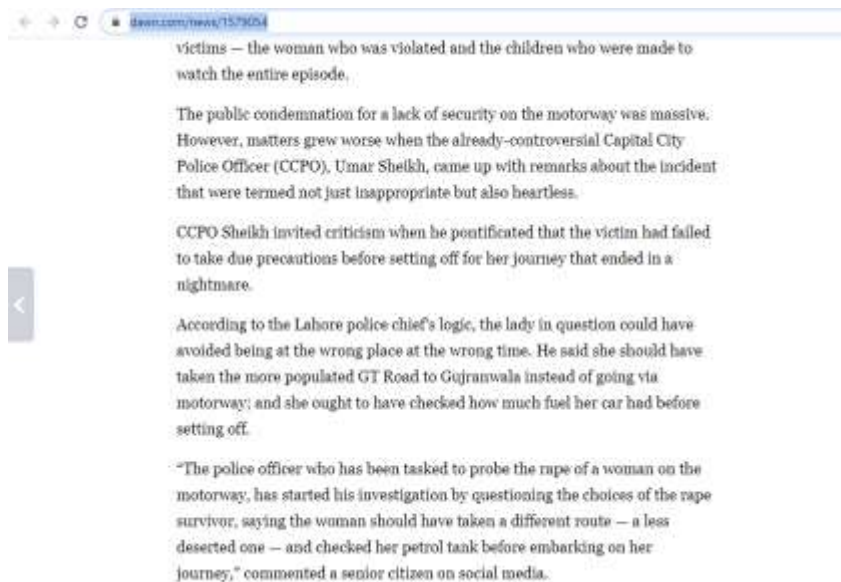 dawn.com/news/1579054
victims — the woman who was violated and the children who were made to
watch the entire episode.
The public condemnation for a lack of security on the motorway was massive.
However, matters grew worse when the already-controversial Capital City
Police Officer (CCPO), Umar Sheikh, came up with remarks about the incident
that were termed not just inappropriate but also heartless.
CCPO Sheikh invited criticism when he pontificated that the victim had failed
to take due precautions before setting off for her journey that ended in a
nightmare.
According to the Lahore police chief's logic, the lady in question could have
avoided being at the wrong place at the wrong time. He said she should have
taken the more populated GT Road to Gujranwala instead of going via
motorway; and she ought to have checked how much fuel her car had before
setting off.
“The police officer who has been tasked to probe the rape of a woman on the
motorway, has started his investigation by questioning the choices of the rape
survivor, saying the woman should have taken a different route — a less
deserted one — and checked her petrol tank before embarking on her
journey,” commented a senior citizen on social media.